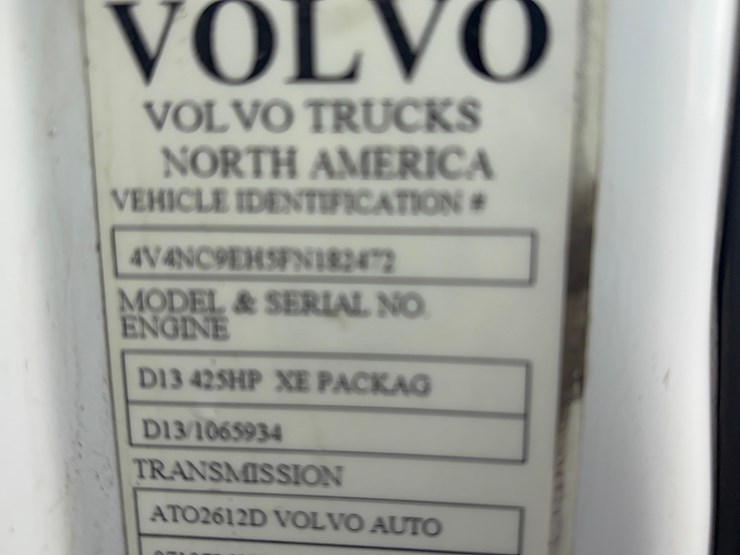 VOLVO
VOLVO TRUCKS
NORTH AMERICA
VEHICLE IDENTIFICATION #
4V4NC9EH5FN182472
MODEL & SERIAL NO.
ENGINE
D13 425HP XE PACKAG
D13/1065934
TRANSMISSION
ATO2612D VOLVO AUTO